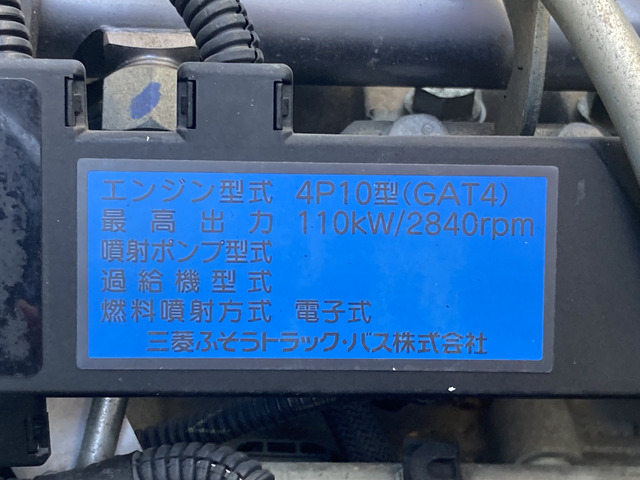 エンジン型式 4P10型(GAT4)
最高出力 110kW/2840rpm
噴射ポンプ型式
過給機型式
燃料噴射方式 電子式
三菱ふそうトラック・バス株式会社